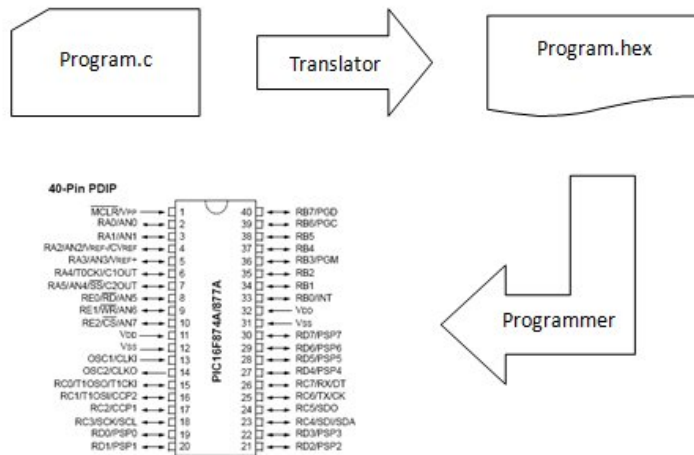 Program.c
Translator
Program.hex
40-Pin PDIP
MCLR/VPP 1 40 RB7/PGD
RA0/AN0 2 39 RB6/PGC
RA1/AN1 3 38 RB5
RA2/AN2/VREF-/CVREF 4 37 RB4
RA3/AN3/VREF+ 5 36 RB3/PGM
RA4/T0CKI/C1OUT 6 35 RB2
RA5/AN4/SS/C2OUT 7 34 RB1
RE0/RD/AN5 8 33 RB0/INT
RE1/WR/AN6 9 32 VDD
RE2/CS/AN7 10 31 VSS
VDD 11 30 RD7/PSP7
VSS 12 29 RD6/PSP6
OSC1/CLKI 13 28 RD5/PSP5
OSC2/CLKO 14 27 RD4/PSP4
RC0/T1OSO/T1CKI 15 26 RC7/RX/DT
RC1/T1OSI/CCP2 16 25 RC6/TX/CK
RC2/CCP1 17 24 RC5/SDO
RC3/SCK/SCL 18 23 RC4/SDI/SDA
RD0/PSP0 19 22 RD3/PSP3
RD1/PSP1 20 21 RD2/PSP2
PIC16F874A/877A
Programmer